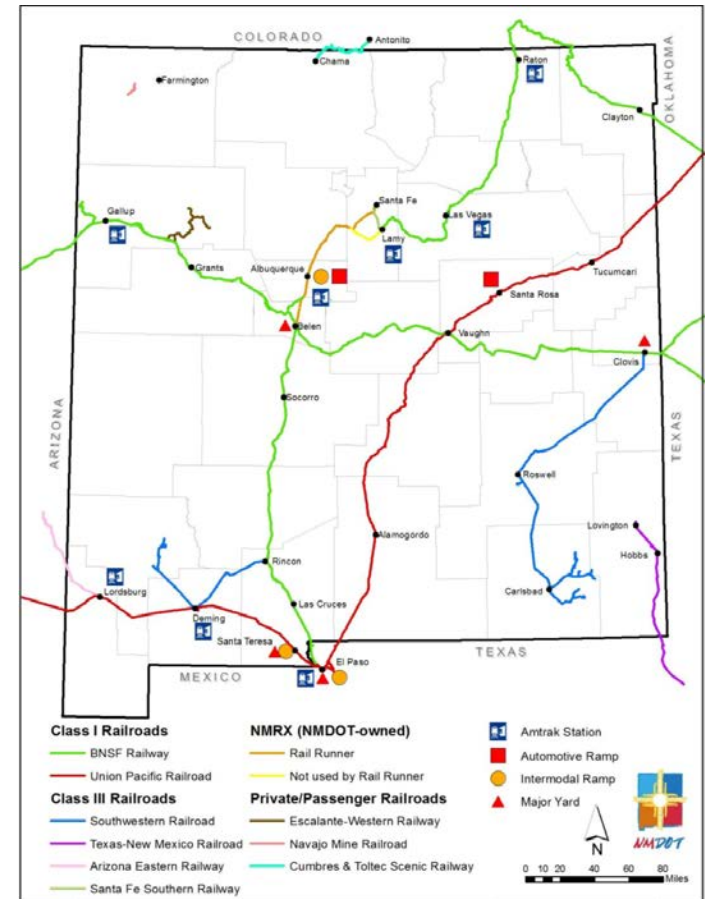 COLORADO
Antonito
Chama
Raton
OKLAHOMA
Farmington
Clayton
Santa Fe
Gallup
Las Vegas
Lamy
Grants
Albuquerque
Tucumcari
Santa Rosa
Belen
Vaughn
Clovis
Socorro
ARIZONA
TEXAS
Roswell
Lovington
Alamogordo
Hobbs
Rincon
Carlsbad
Lordsburg
Las Cruces
Deming
Santa Teresa
TEXAS
El Paso
MEXICO
Class I Railroads
BNSF Railway
Union Pacific Railroad
Class III Railroads
Southwestern Railroad
Texas-New Mexico Railroad
Arizona Eastern Railway
Santa Fe Southern Railway
NMRX (NMDOT-owned)
Rail Runner
Not used by Rail Runner
Private/Passenger Railroads
Escalante-Western Railway
Navajo Mine Railroad
Cumbres & Toltec Scenic Railway
Amtrak Station
Automotive Ramp
Intermodal Ramp
Major Yard
N
NMDOT
0 10 20 40 60 80
Miles